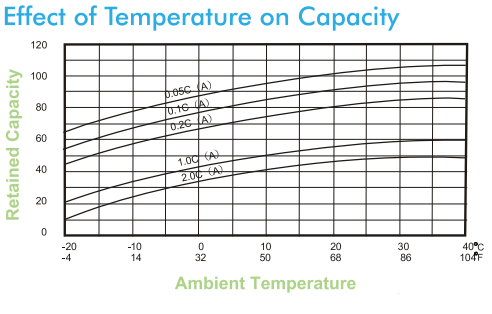 Effect of Temperature on Capacity
120
100
80
60
40
20
0
Retained Capacity
0.05C (A)
0.1C (A)
0.2C (A)
1.0C (A)
2.0C (A)
-20 -10 0 10 20 30 40°C
-4 14 32 50 68 86 104°F
Ambient Temperature